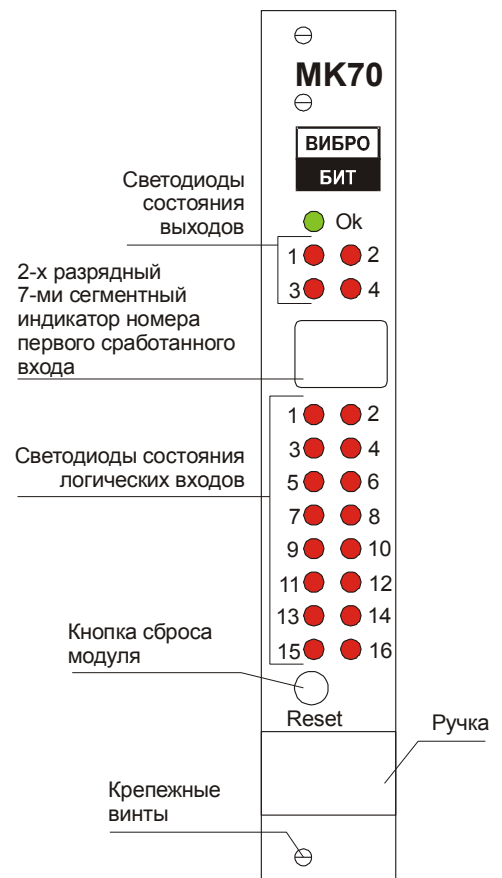 МК70
ВИБРО
БИТ
Светодиоды
состояния
выходов
Ok
1 2
3 4
2-х разрядный
7-ми сегментный
индикатор номера
первого сработанного
входа
1 2
3 4
Светодиоды состояния
логических входов
5 6
7 8
9 10
11 12
13 14
15 16
Кнопка сброса
модуля
Reset
Ручка
Крепежные
винты